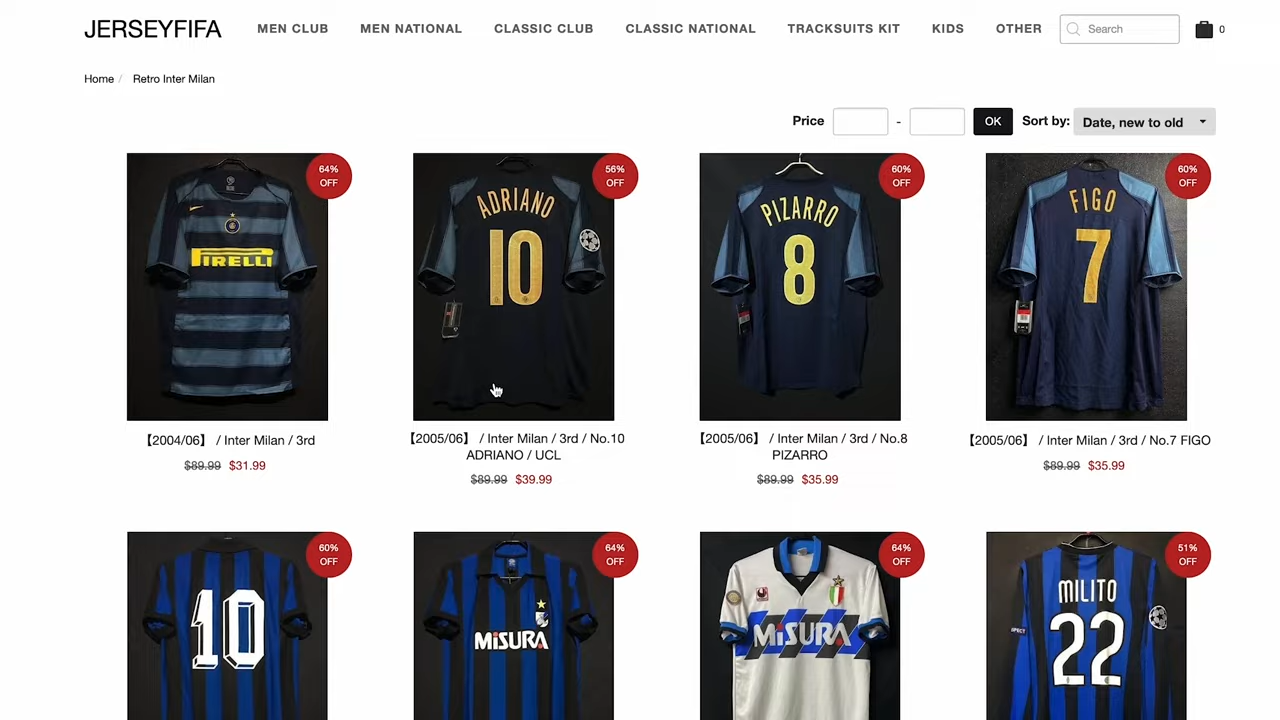 JERSEYFIFA
MEN CLUB
MEN NATIONAL
CLASSIC CLUB
CLASSIC NATIONAL
TRACKSUITS KIT
KIDS
OTHER
Search
0
Home / Retro Inter Milan
Price
-
OK
Sort by:
Date, new to old
64%
OFF
PIRELLI
56%
OFF
ADRIANO
10
60%
OFF
PIZARRO
8
60%
OFF
FIGO
7
【2004/06】 / Inter Milan / 3rd
$89.99 $31.99
【2005/06】 / Inter Milan / 3rd / No.10
ADRIANO / UCL
$89.99 $39.99
【2005/06】 / Inter Milan / 3rd / No.8
PIZARRO
$89.99 $35.99
【2005/06】 / Inter Milan / 3rd / No.7 FIGO
$89.99 $35.99
60%
OFF
10
64%
OFF
MiSURA
64%
OFF
MiSURA
51%
OFF
MILITO
22